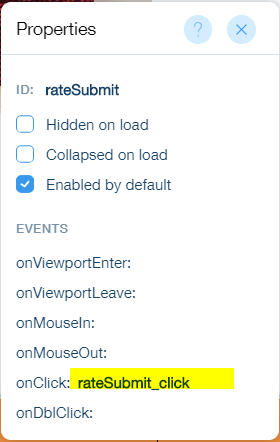 Properties
?
ID: rateSubmit
Hidden on load
Collapsed on load
Enabled by default
EVENTS
onViewportEnter:
onViewportLeave:
onMouseIn:
onMouseOut:
onClick: rateSubmit_click
onDblClick: